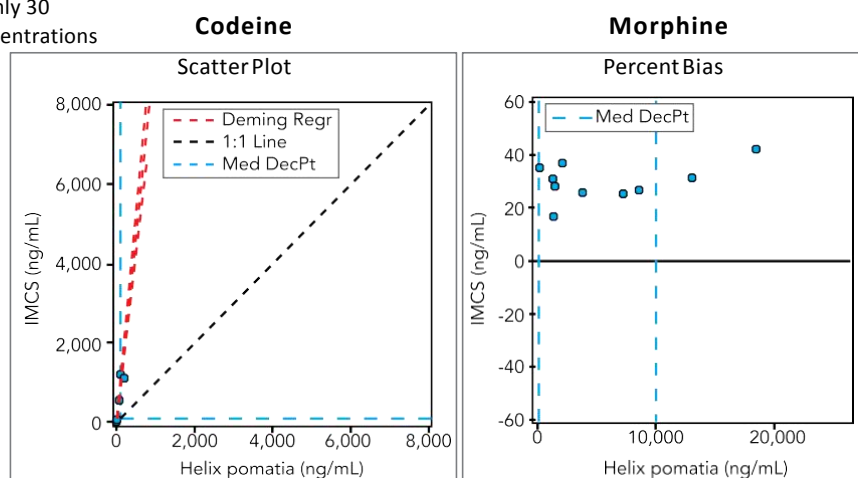 30
Codeine
Scatter Plot
8,000
6,000
4,000
2,000
0
IMCS (ng/mL)
Deming Regr
1:1 Line
Med DecPt
0 2,000 4,000 6,000 8,000
Helix pomatia (ng/mL)
Morphine
Percent Bias
60
40
20
0
-20
-40
-60
IMCS (ng/mL)
Med DecPt
0 10,000 20,000
Helix pomatia (ng/mL)